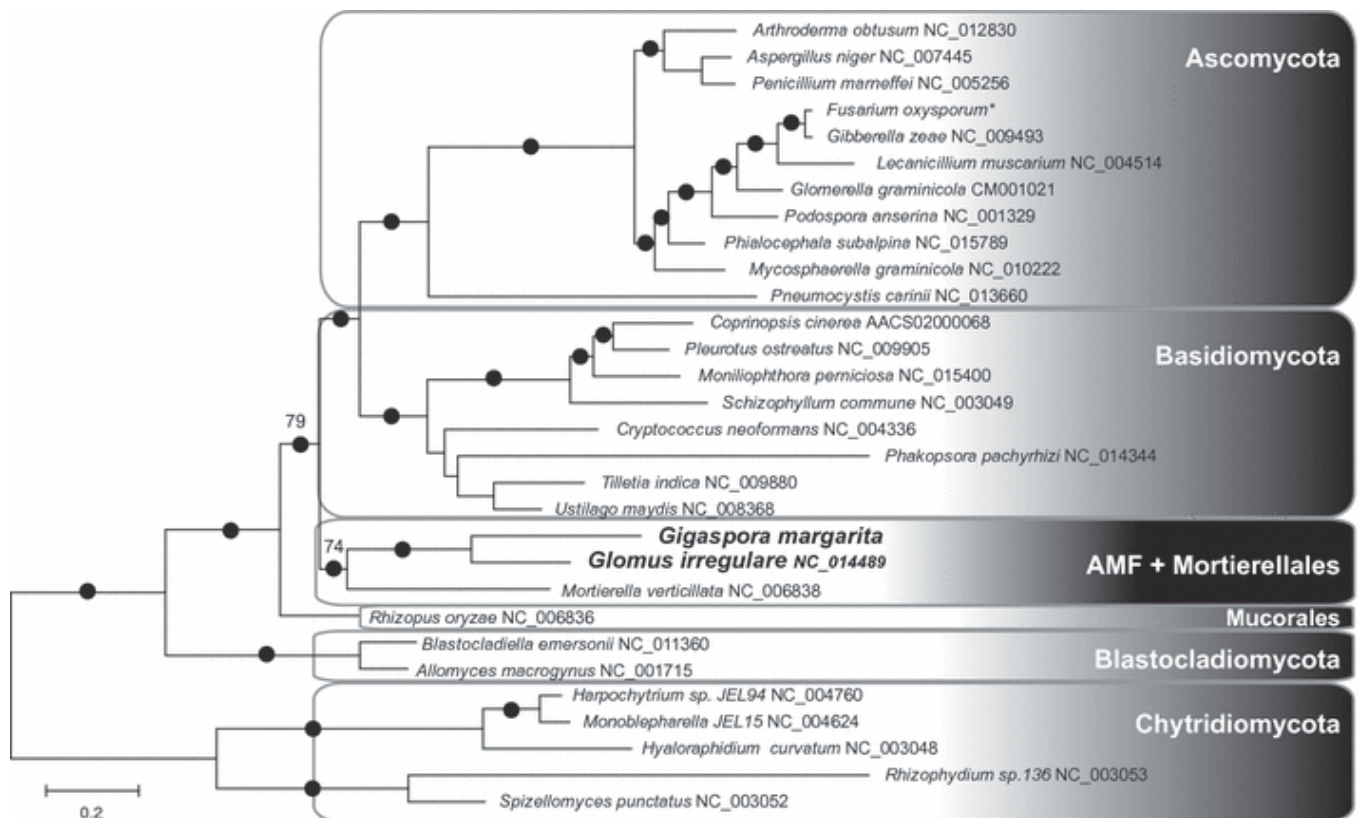 Arthroderma obtusum NC_012830
Aspergillus niger NC_007445
Ascomycota
Penicillium marneffei NC_005256
Fusarium oxysporum*
Gibberella zeae NC_009493
Lecanicillium muscarium NC_004514
Glomerella graminicola CM001021
Podospora anserina NC_001329
Phialocephala subalpina NC_015789
Mycosphaerella graminicola NC_010222
Pneumocystis carinii NC_013660
Coprinopsis cinerea AACS02000068
Pleurotus ostreatus NC_009905
Basidiomycota
Moniliophthora perniciosa NC_015400
Schizophyllum commune NC_003049
79
Cryptococcus neoformans NC_004336
Phakopsora pachyrhizi NC_014344
Tilletia indica NC_009880
Ustilago maydis NC_008368
Gigaspora margarita
74
Glomus irregulare NC_014489
AMF + Mortierellales
Mortierella verticillata NC_006838
Rhizopus oryzae NC_006836
Mucorales
Blastocladiella emersonii NC_011360
Blastocladiomycota
Allomyces macrogynus NC_001715
Harpochytrium sp. JEL94 NC_004760
Monoblepharella JEL15 NC_004624
Chytridiomycota
Hyaloraphidium curvatum NC_003048
Rhizophydium sp.136 NC_003053
Spizellomyces punctatus NC_003052
0.2